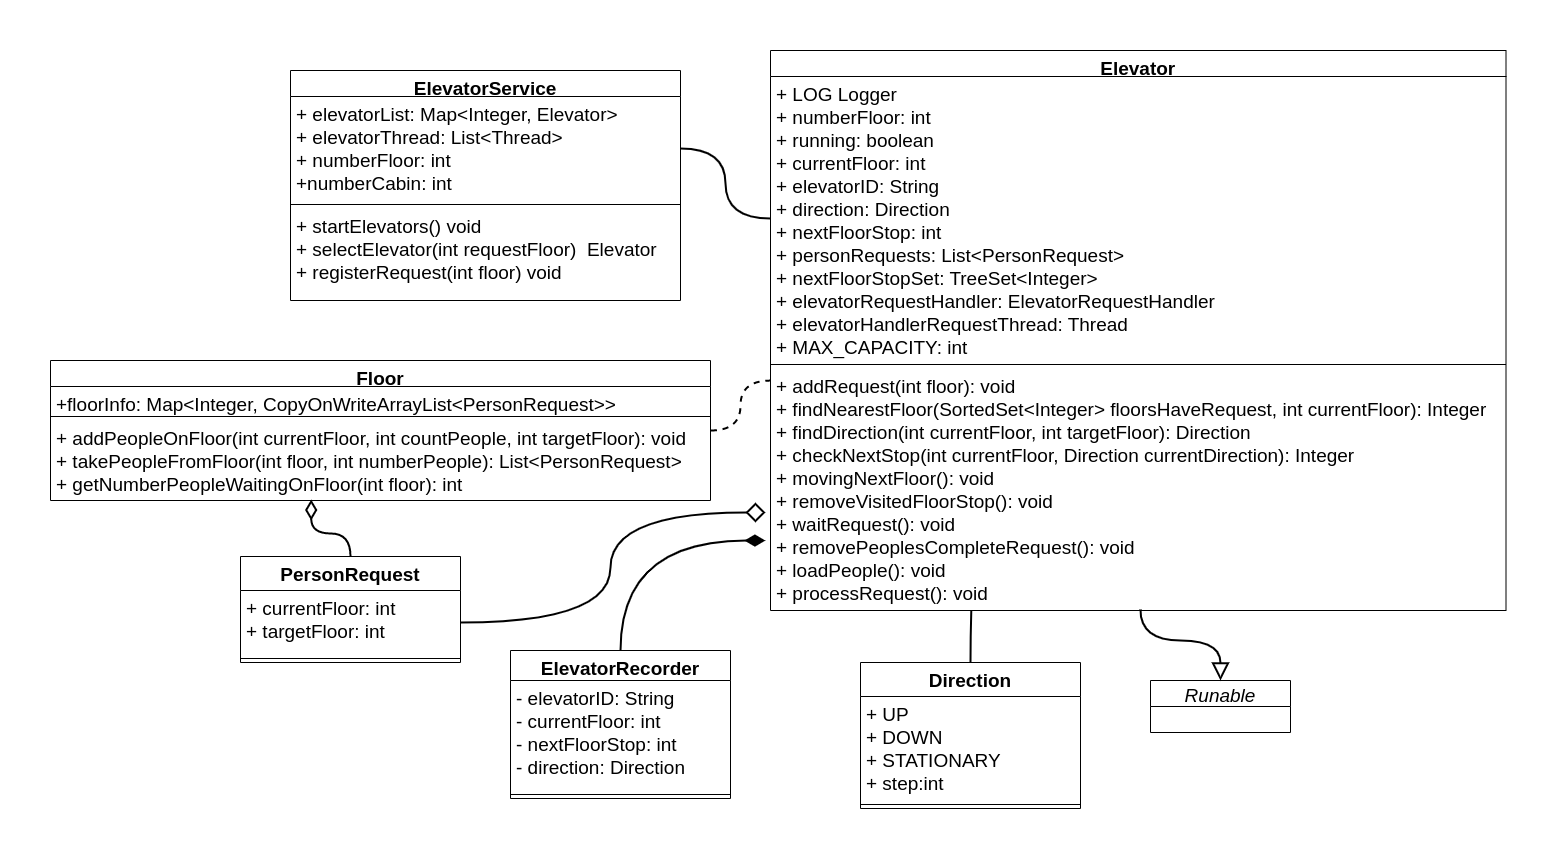 ElevatorService
+ elevatorList: Map<Integer, Elevator>
+ elevatorThread: List<Thread>
+ numberFloor: int
+numberCabin: int
+ startElevators() void
+ selectElevator(int requestFloor)  Elevator
+ registerRequest(int floor) void
Elevator
+ LOG Logger
+ numberFloor: int
+ running: boolean
+ currentFloor: int
+ elevatorID: String
+ direction: Direction
+ nextFloorStop: int
+ personRequests: List<PersonRequest>
+ nextFloorStopSet: TreeSet<Integer>
+ elevatorRequestHandler: ElevatorRequestHandler
+ elevatorHandlerRequestThread: Thread
+ MAX_CAPACITY: int
+ addRequest(int floor): void
+ findNearestFloor(SortedSet<Integer> floorsHaveRequest, int currentFloor): Integer
+ findDirection(int currentFloor, int targetFloor): Direction
+ checkNextStop(int currentFloor, Direction currentDirection): Integer
+ movingNextFloor(): void
+ removeVisitedFloorStop(): void
+ waitRequest(): void
+ removePeoplesCompleteRequest(): void
+ loadPeople(): void
+ processRequest(): void
Floor
+floorInfo: Map<Integer, CopyOnWriteArrayList<PersonRequest>>
+ addPeopleOnFloor(int currentFloor, int countPeople, int targetFloor): void
+ takePeopleFromFloor(int floor, int numberPeople): List<PersonRequest>
+ getNumberPeopleWaitingOnFloor(int floor): int
PersonRequest
+ currentFloor: int
+ targetFloor: int
ElevatorRecorder
- elevatorID: String
- currentFloor: int
- nextFloorStop: int
- direction: Direction
Direction
+ UP
+ DOWN
+ STATIONARY
+ step:int
Runable